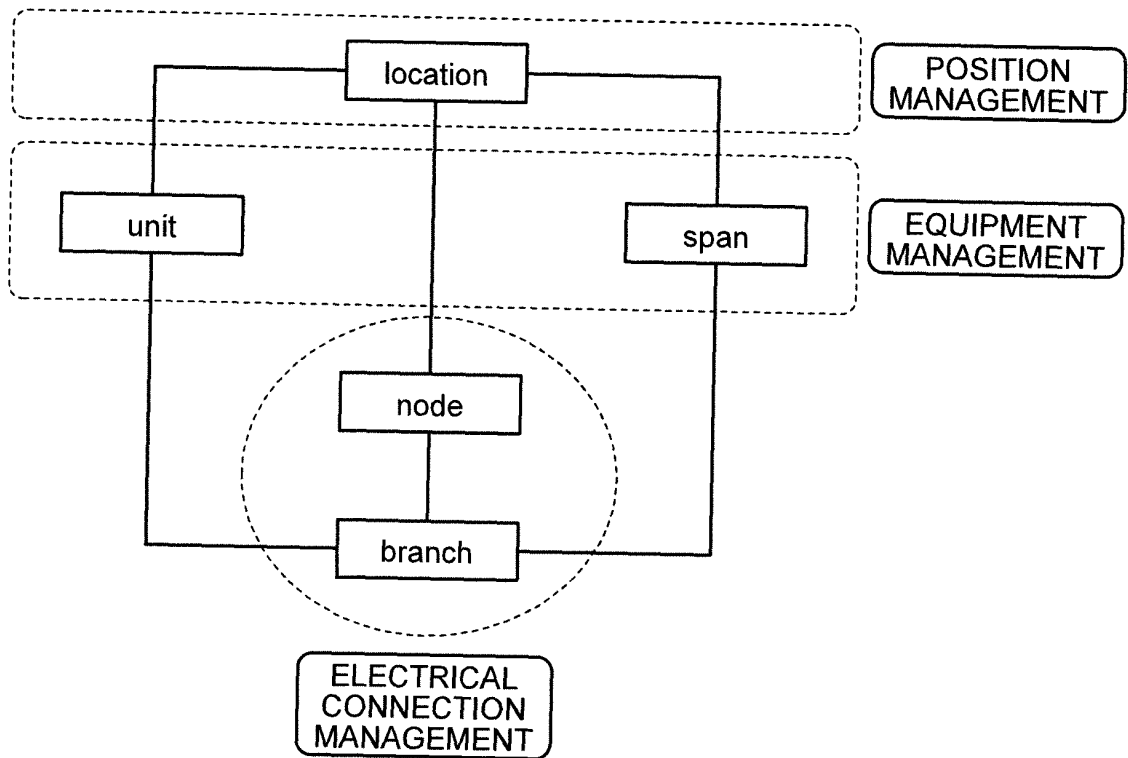 location
POSITION
MANAGEMENT
unit
span
EQUIPMENT
MANAGEMENT
node
branch
ELECTRICAL
CONNECTION
MANAGEMENT